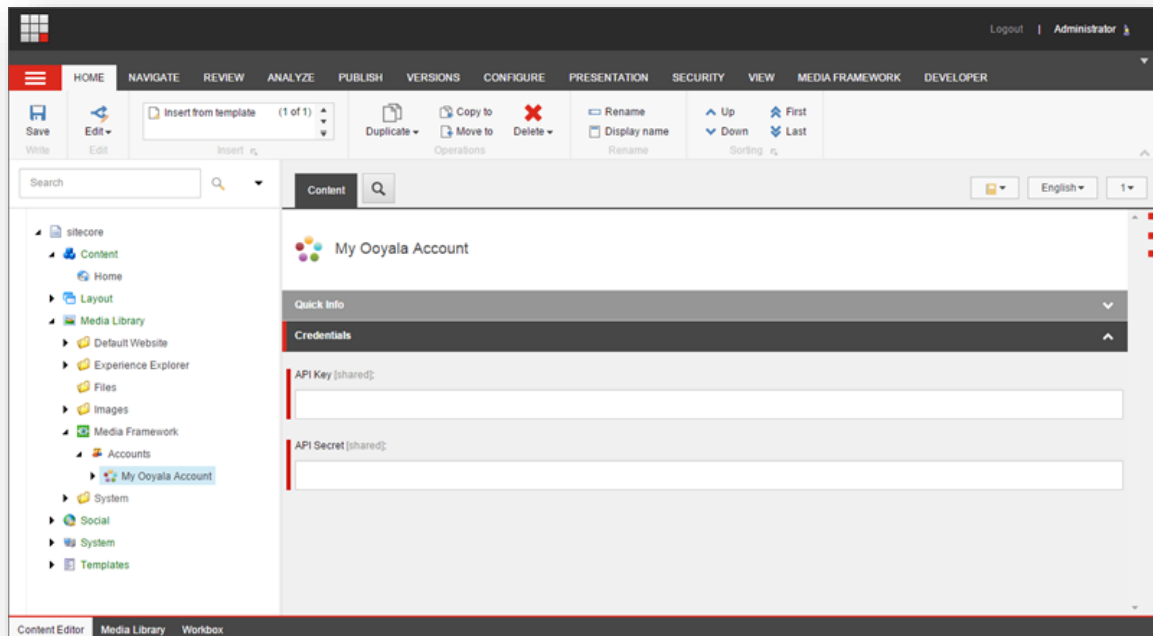 Logout | Administrator
HOME NAVIGATE REVIEW ANALYZE PUBLISH VERSIONS CONFIGURE PRESENTATION SECURITY VIEW MEDIA FRAMEWORK DEVELOPER
Save Edit Insert from template (1 of 1) Duplicate Copy to Move to Delete Rename Display name Up Down First Last
Write Edit Insert Operations Rename Sorting
Search Content English 1
sitecore
Content
Home
Layout
Media Library
Default Website
Experience Explorer
Files
Images
Media Framework
Accounts
My Ooyala Account
System
Social
System
Templates
My Ooyala Account
Quick Info
Credentials
API Key [shared]:
API Secret [shared]:
Content Editor Media Library Workbox